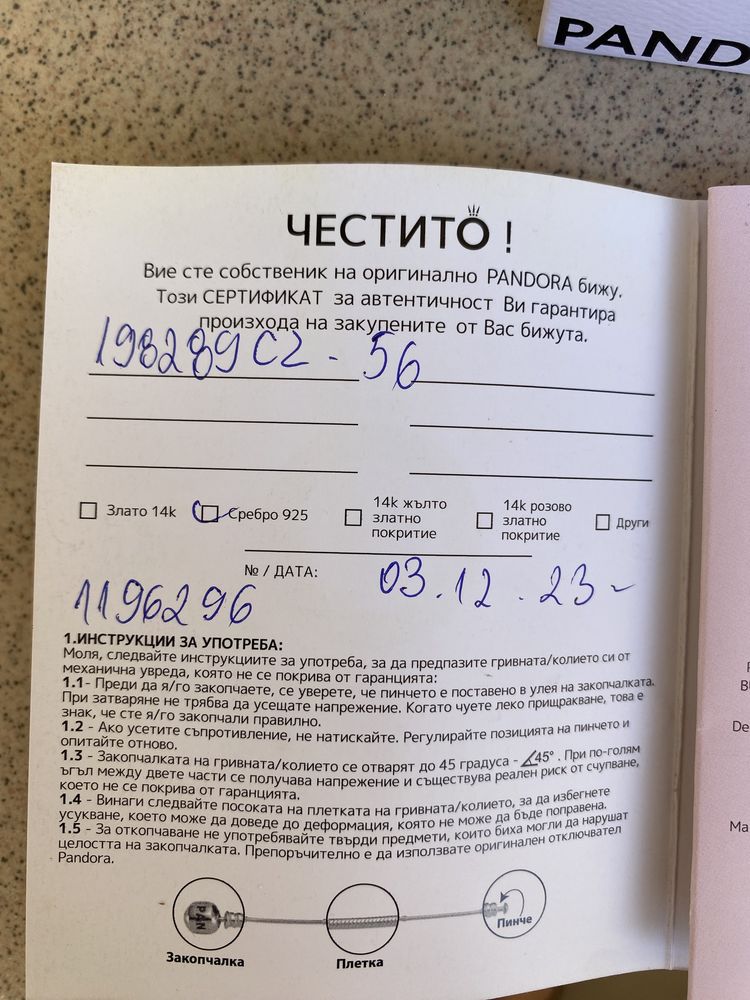 PAND
ЧЕСТИТО !
Вие сте собственик на оригинално PANDORA бижу.
Този СЕРТИФИКАТ за автентичност Ви гарантира
произхода на закупените от Вас бижута.
198289CZ - 56
Злато 14k
Сребро 925
14k жълто
златно
покритие
14k розово
златно
покритие
Други
№ / ДАТА:
03.12.23-
1196296
1.ИНСТРУКЦИИ ЗА УПОТРЕБА:
Моля, следвайте инструкциите за употреба, за да предпазите гривната/колието си от
механична увреда, която не се покрива от гаранцията:
1.1- Преди да я/го закопчаете, се уверете, че пинчето е поставено в улея на закопчалката.
При затваряне не трябва да усещате напрежение. Когато чуете леко прищракване, това е
знак, че сте я/го закопчали правилно.
1.2 - Ако усетите съпротивление, не натискайте. Регулирайте позицията на пинчето и
опитайте отново.
1.3 - Закопчалката на гривната/колието се отварят до 45 градуса - ∡45° . При по-голям
ъгъл между двете части се получава напрежение и съществува реален риск от счупване,
което не се покрива от гаранцията.
1.4 - Винаги следвайте посоката на плетката на гривната/колието, за да избегнете
усукване, което може да доведе до деформация, която не може да бъде поправена.
1.5 - За откопчаване не употребявайте твърди предмети, които биха могли да нарушат
целостта на закопчалката. Препоръчително е да използвате оригинален отключвател
Pandora.
PAN
Закопчалка
Плетка
Пинче
De
Ma